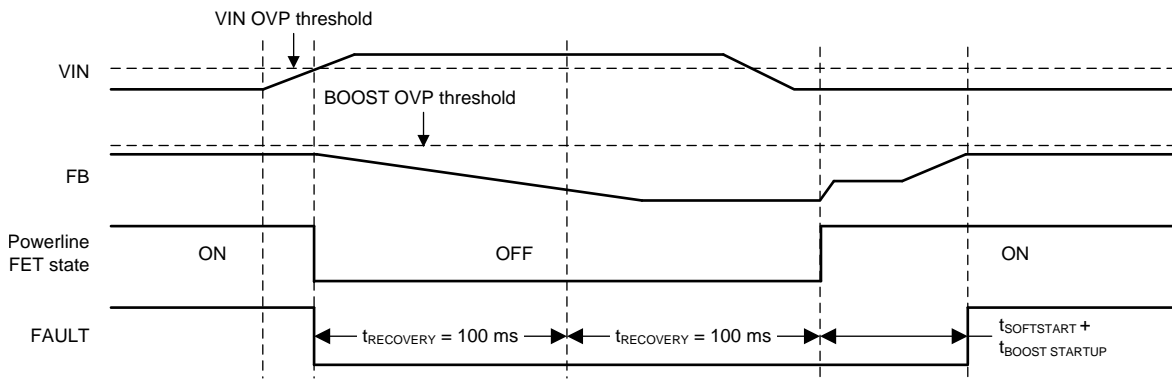 VIN OVP threshold
VIN
BOOST OVP threshold
FB
Powerline
FET state
ON
OFF
ON
FAULT
tRECOVERY = 100 ms
tRECOVERY = 100 ms
tSOFTSTART +
tBOOST STARTUP